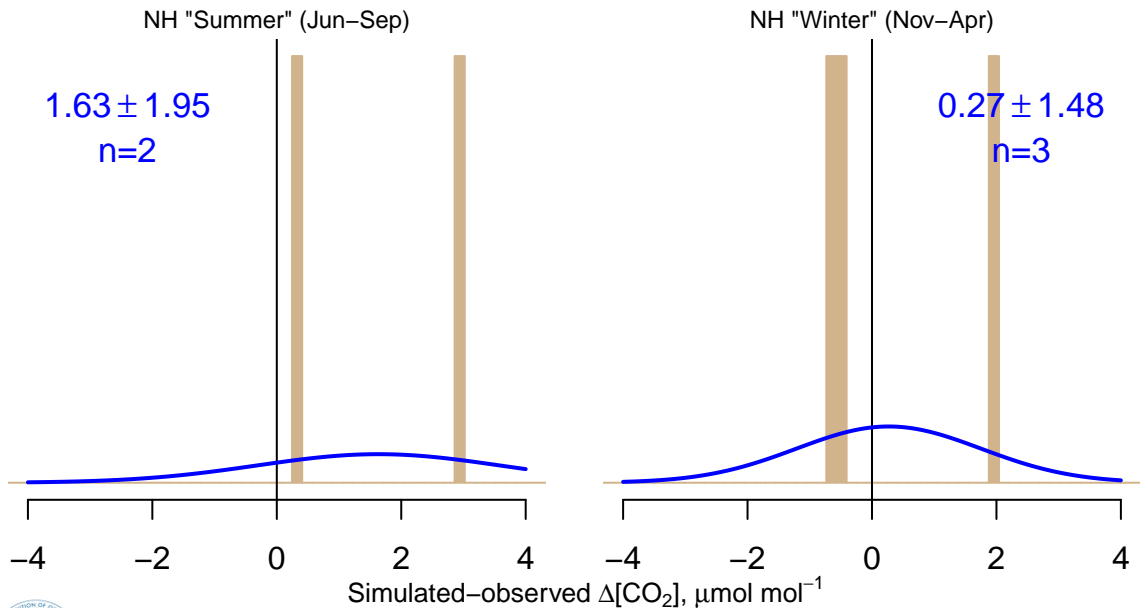 NH "Summer" (Jun−Sep)
1.63 ± 1.95
n=2
−4 −2 0 2 4
NH "Winter" (Nov−Apr)
0.27 ± 1.48
n=3
−4 −2 0 2 4
Simulated−observed Δ[CO₂], μmol mol⁻¹